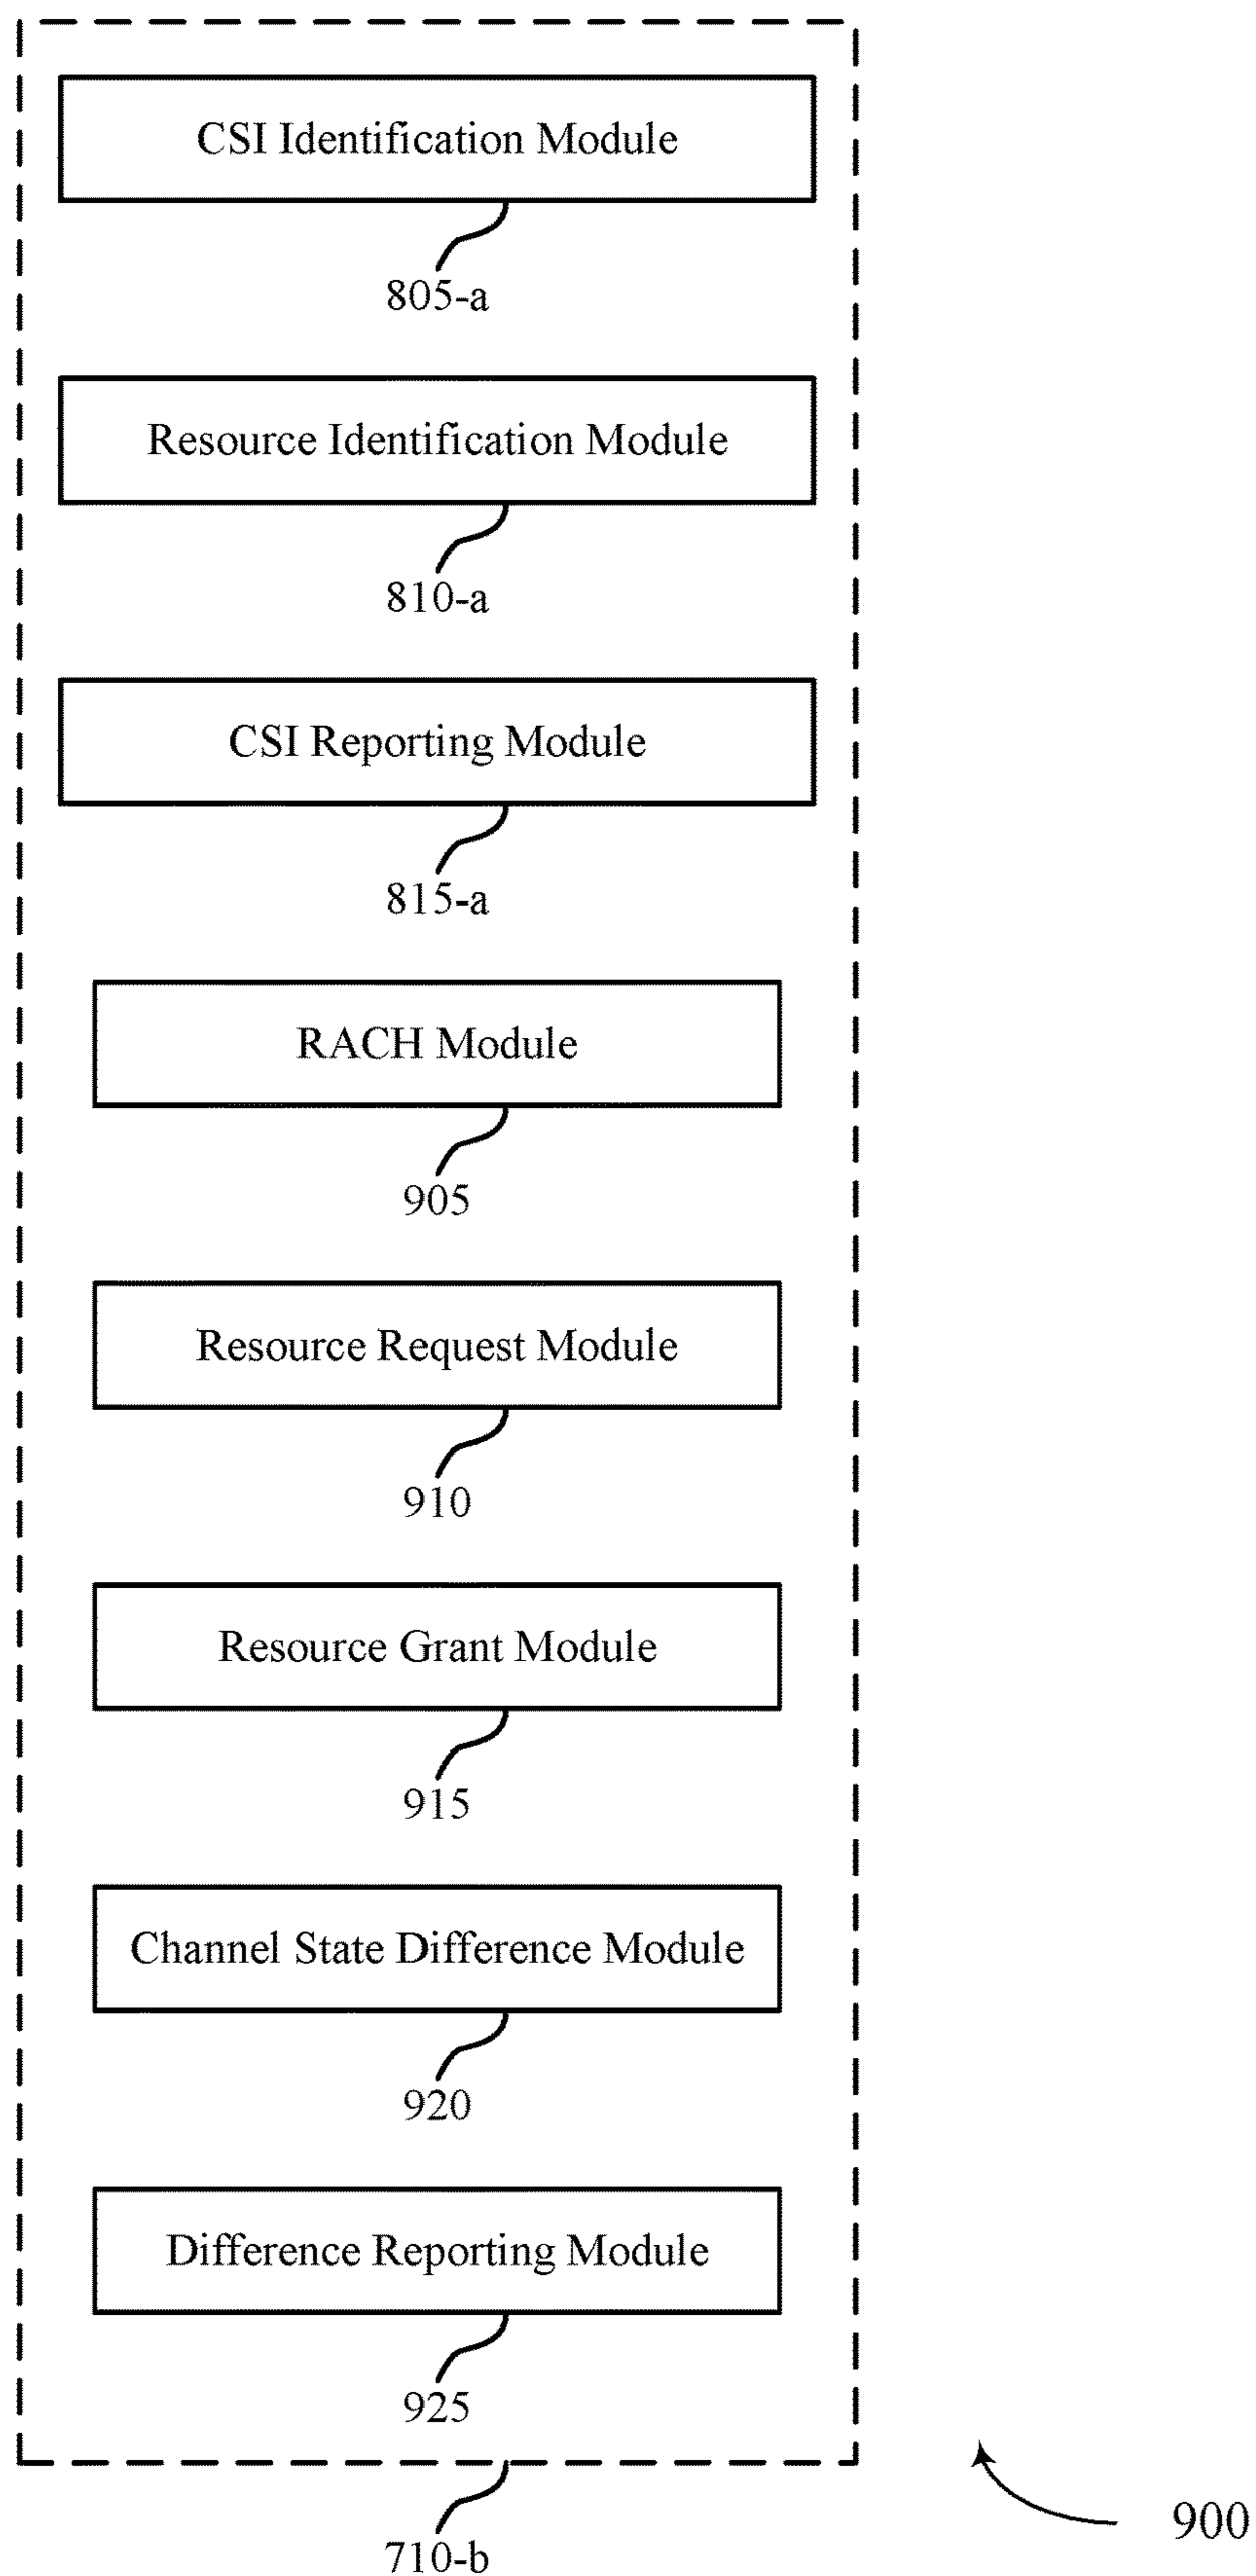 CSI Identification Module
805-a
Resource Identification Module
810-a
CSI Reporting Module
815-a
RACH Module
905
Resource Request Module
910
Resource Grant Module
915
Channel State Difference Module
920
Difference Reporting Module
925
710-b
900